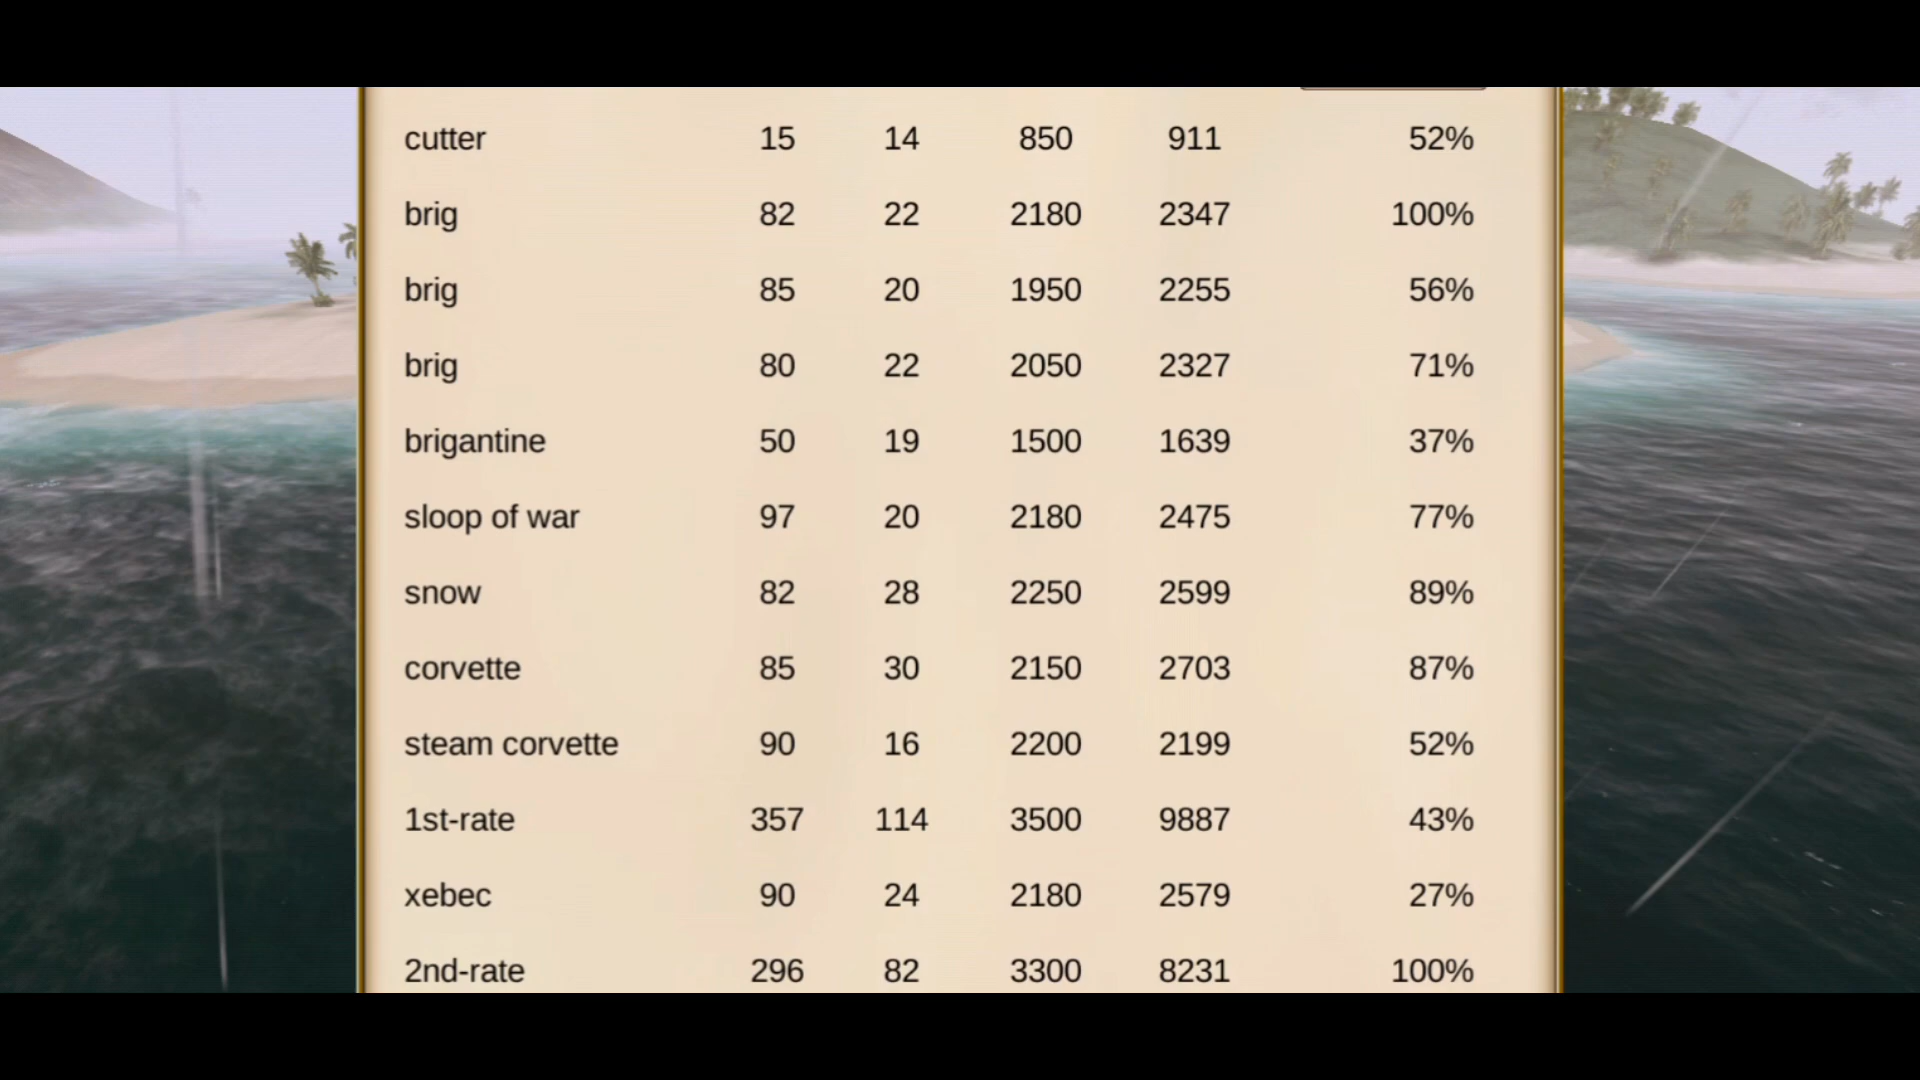 cutter 15 14 850 911 52%
brig 82 22 2180 2347 100%
brig 85 20 1950 2255 56%
brig 80 22 2050 2327 71%
brigantine 50 19 1500 1639 37%
sloop of war 97 20 2180 2475 77%
snow 82 28 2250 2599 89%
corvette 85 30 2150 2703 87%
steam corvette 90 16 2200 2199 52%
1st-rate 357 114 3500 9887 43%
xebec 90 24 2180 2579 27%
2nd-rate 296 82 3300 8231 100%